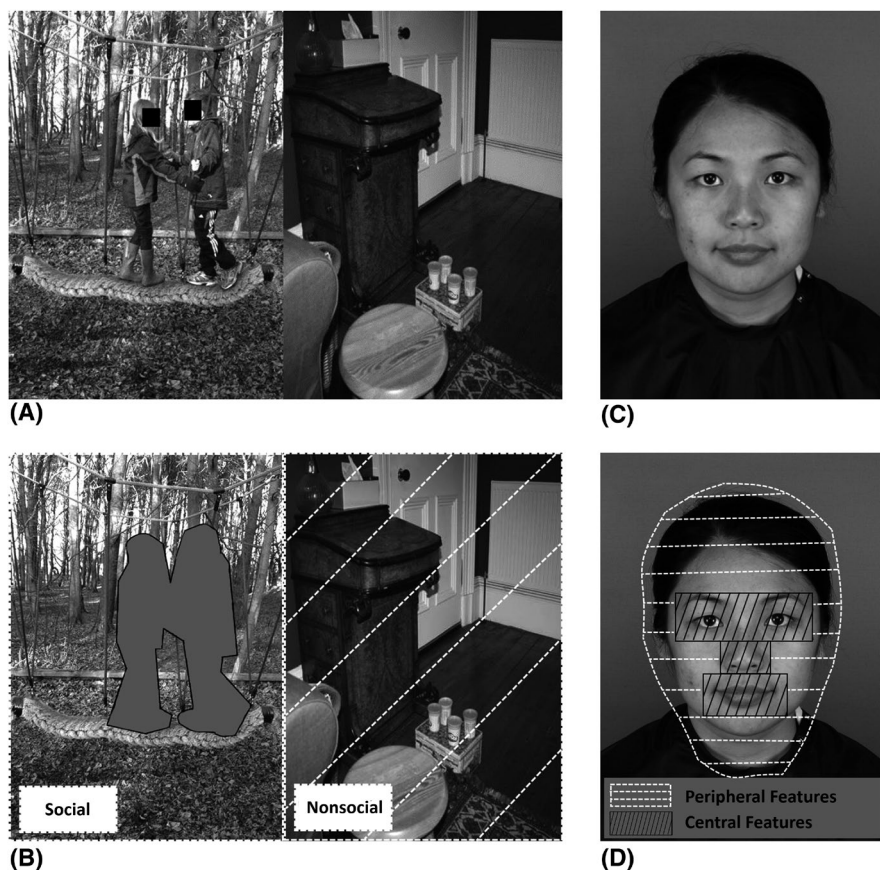 (A)
(C)
Social
Nonsocial
Peripheral Features
Central Features
(B)
(D)